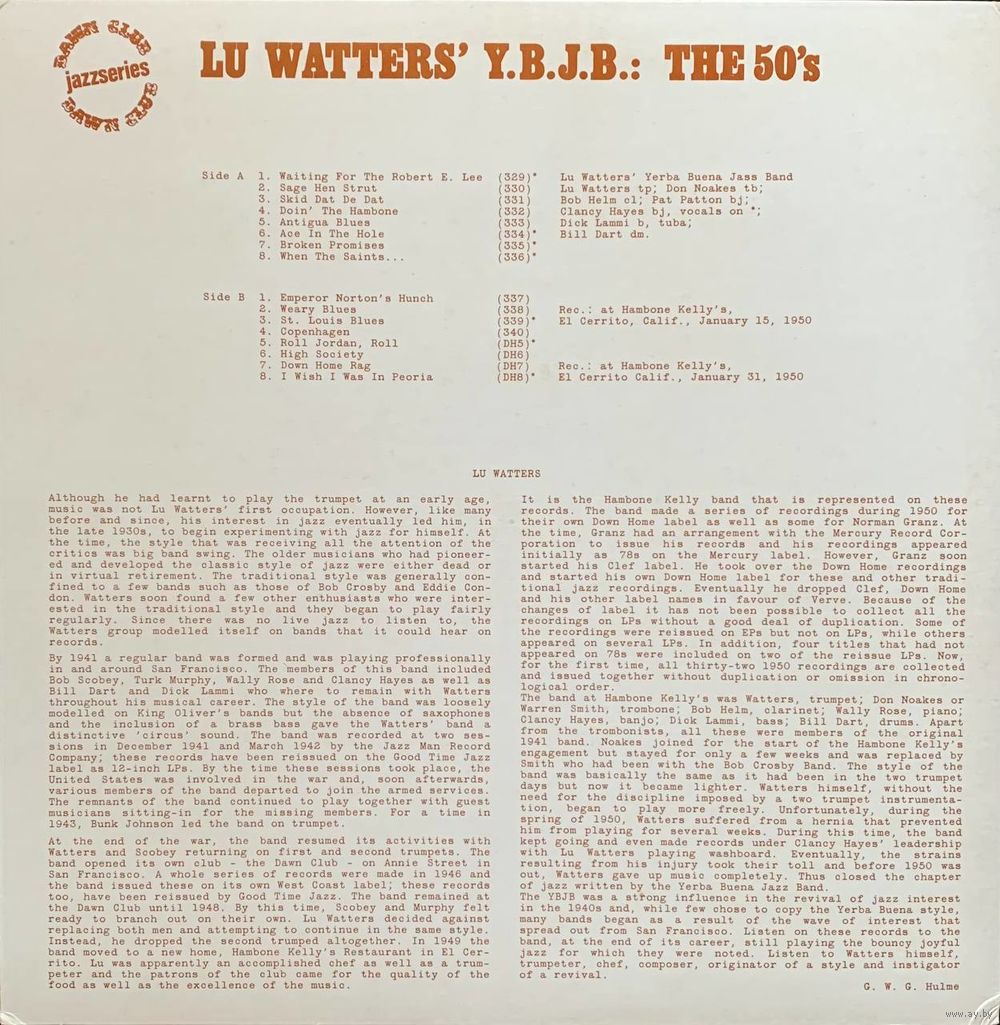 DAWN CLUB
jazzseries
DAWN CLUB
LU WATTERS' Y.B.J.B.: THE 50's
Side A 1. Waiting For The Robert E. Lee (329)* Lu Watters' Yerba Buena Jass Band
2. Sage Hen Strut (330) Lu Watters tp; Don Noakes tb;
3. Skid Dat De Dat (331) Bob Helm cl; Pat Patton bj;
4. Doin' The Hambone (332) Clancy Hayes bj, vocals on *;
5. Antigua Blues (333) Dick Lammi b, tuba;
6. Ace In The Hole (334)* Bill Dart dm.
7. Broken Promises (335)*
8. When The Saints... (336)*
Side B 1. Emperor Norton's Hunch (337)
2. Weary Blues (338) Rec.: at Hambone Kelly's,
3. St. Louis Blues (339)* El Cerrito, Calif., January 15, 1950
4. Copenhagen (340)
5. Roll Jordan, Roll (DH5)*
6. High Society (DH6)
7. Down Home Rag (DH7) Rec.: at Hambone Kelly's,
8. I Wish I Was In Peoria (DH8)* El Cerrito Calif., January 31, 1950
LU WATTERS
Although he had learnt to play the trumpet at an early age,
music was not Lu Watters' first occupation. However, like many
before and since, his interest in jazz eventually led him, in
the late 1930s, to begin experimenting with jazz for himself. At
the time, the style that was receiving all the attention of the
critics was big band swing. The older musicians who had pioneer-
ed and developed the classic style of jazz were either dead or
in virtual retirement. The traditional style was generally con-
fined to a few bands such as those of Bob Crosby and Eddie Con-
don. Watters soon found a few other enthusiasts who were inter-
ested in the traditional style and they began to play fairly
regularly. Since there was no live jazz to listen to, the
Watters group modelled itself on bands that it could hear on
records.
By 1941 a regular band was formed and was playing professionally
in and around San Francisco. The members of this band included
Bob Scobey, Turk Murphy, Wally Rose and Clancy Hayes as well as
Bill Dart and Dick Lammi who where to remain with Watters
throughout his musical career. The style of the band was loosely
modelled on King Oliver's bands but the absence of saxophones
and the inclusion of a brass bass gave the Watters' band a
distinctive 'circus' sound. The band was recorded at two ses-
sions in December 1941 and March 1942 by the Jazz Man Record
Company; these records have been reissued on the Good Time Jazz
label as 12-inch LPs. By the time these sessions took place, the
United States was involved in the war and, soon afterwards,
various members of the band departed to join the armed services.
The remnants of the band continued to play together with guest
musicians sitting-in for the missing members. For a time in
1943, Bunk Johnson led the band on trumpet.
At the end of the war, the band resumed its activities with
Watters and Scobey returning on first and second trumpets. The
band opened its own club - the Dawn Club - on Annie Street in
San Francisco. A whole series of records were made in 1946 and
the band issued these on its own West Coast label; these records
too, have been reissued by Good Time Jazz. The band remained at
the Dawn Club until 1948. By this time, Scobey and Murphy felt
ready to branch out on their own. Lu Watters decided against
replacing both men and attempting to continue in the same style.
Instead, he dropped the second trumped altogether. In 1949 the
band moved to a new home, Hambone Kelly's Restaurant in El Cer-
rito. Lu was apparently an accomplished chef as well as a trum-
peter and the patrons of the club came for the quality of the
food as well as the excellence of the music.
It is the Hambone Kelly band that is represented on these
records. The band made a series of recordings during 1950 for
their own Down Home label as well as some for Norman Granz. At
the time, Granz had an arrangement with the Mercury Record Cor-
poration to issue his records and his recordings appeared
initially as 78s on the Mercury label. However, Granz soon
started his Clef label. He took over the Down Home recordings
and started his own Down Home label for these and other tradi-
tional jazz recordings. Eventually he dropped Clef, Down Home
and his other label names in favour of Verve. Because of the
changes of label it has not been possible to collect all the
recordings on LPs without a good deal of duplication. Some of
the recordings were reissued on EPs but not on LPs, while others
appeared on several LPs. In addition, four titles that had not
appeared on 78s were included on two of the reissue LPs. Now,
for the first time, all thirty-two 1950 recordings are collected
and issued together without duplication or omission in chrono-
logical order.
The band at Hambone Kelly's was Watters, trumpet; Don Noakes or
Warren Smith, trombone; Bob Helm, clarinet; Wally Rose, piano;
Clancy Hayes, banjo; Dick Lammi, bass; Bill Dart, drums. Apart
from the trombonists, all these were members of the original
1941 band. Noakes joined for the start of the Hambone Kelly's
engagement but stayed for only a few weeks and was replaced by
Smith who had been with the Bob Crosby Band. The style of the
band was basically the same as it had been in the two trumpet
days but now it became lighter. Watters himself, without the
need for the discipline imposed by a two trumpet instrumenta-
tion, began to play more freely. Unfortunately, during the
spring of 1950, Watters suffered from a hernia that prevented
him from playing for several weeks. During this time, the band
kept going and even made records under Clancy Hayes' leadership
with Lu Watters playing washboard. Eventually, the strains
resulting from his injury took their toll and before 1950 was
out, Watters gave up music completely. Thus closed the chapter
of jazz written by the Yerba Buena Jazz Band.
The YBJB was a strong influence in the revival of jazz interest
in the 1940s and, while few chose to copy the Yerba Buena style,
many bands began as a result of the wave of interest that
spread out from San Francisco. Listen on these records to the
band, at the end of its career, still playing the bouncy joyful
jazz for which they were noted. Listen to Watters himself,
trumpeter, chef, composer, originator of a style and instigator
of a revival.
G. W. G. Hulme
www.ay.by